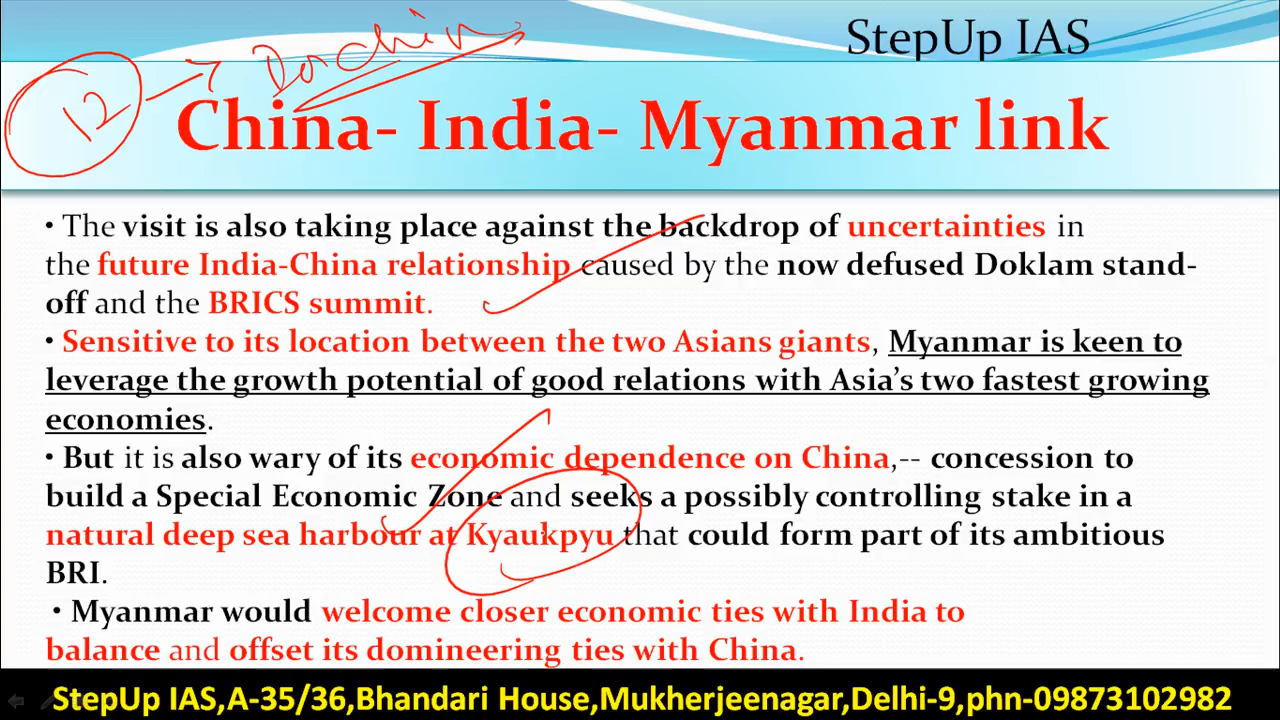 StepUp IAS
12 → Dorchin
China- India- Myanmar link
• The visit is also taking place against the backdrop of uncertainties in
the future India-China relationship caused by the now defused Doklam stand-
off and the BRICS summit.
• Sensitive to its location between the two Asians giants, Myanmar is keen to
leverage the growth potential of good relations with Asia's two fastest growing
economies.
• But it is also wary of its economic dependence on China,-- concession to
build a Special Economic Zone and seeks a possibly controlling stake in a
natural deep sea harbour at Kyaukpyu that could form part of its ambitious
BRI.
• Myanmar would welcome closer economic ties with India to
balance and offset its domineering ties with China.
StepUp IAS,A-35/36,Bhandari House,Mukherjeenagar,Delhi-9,phn-09873102982